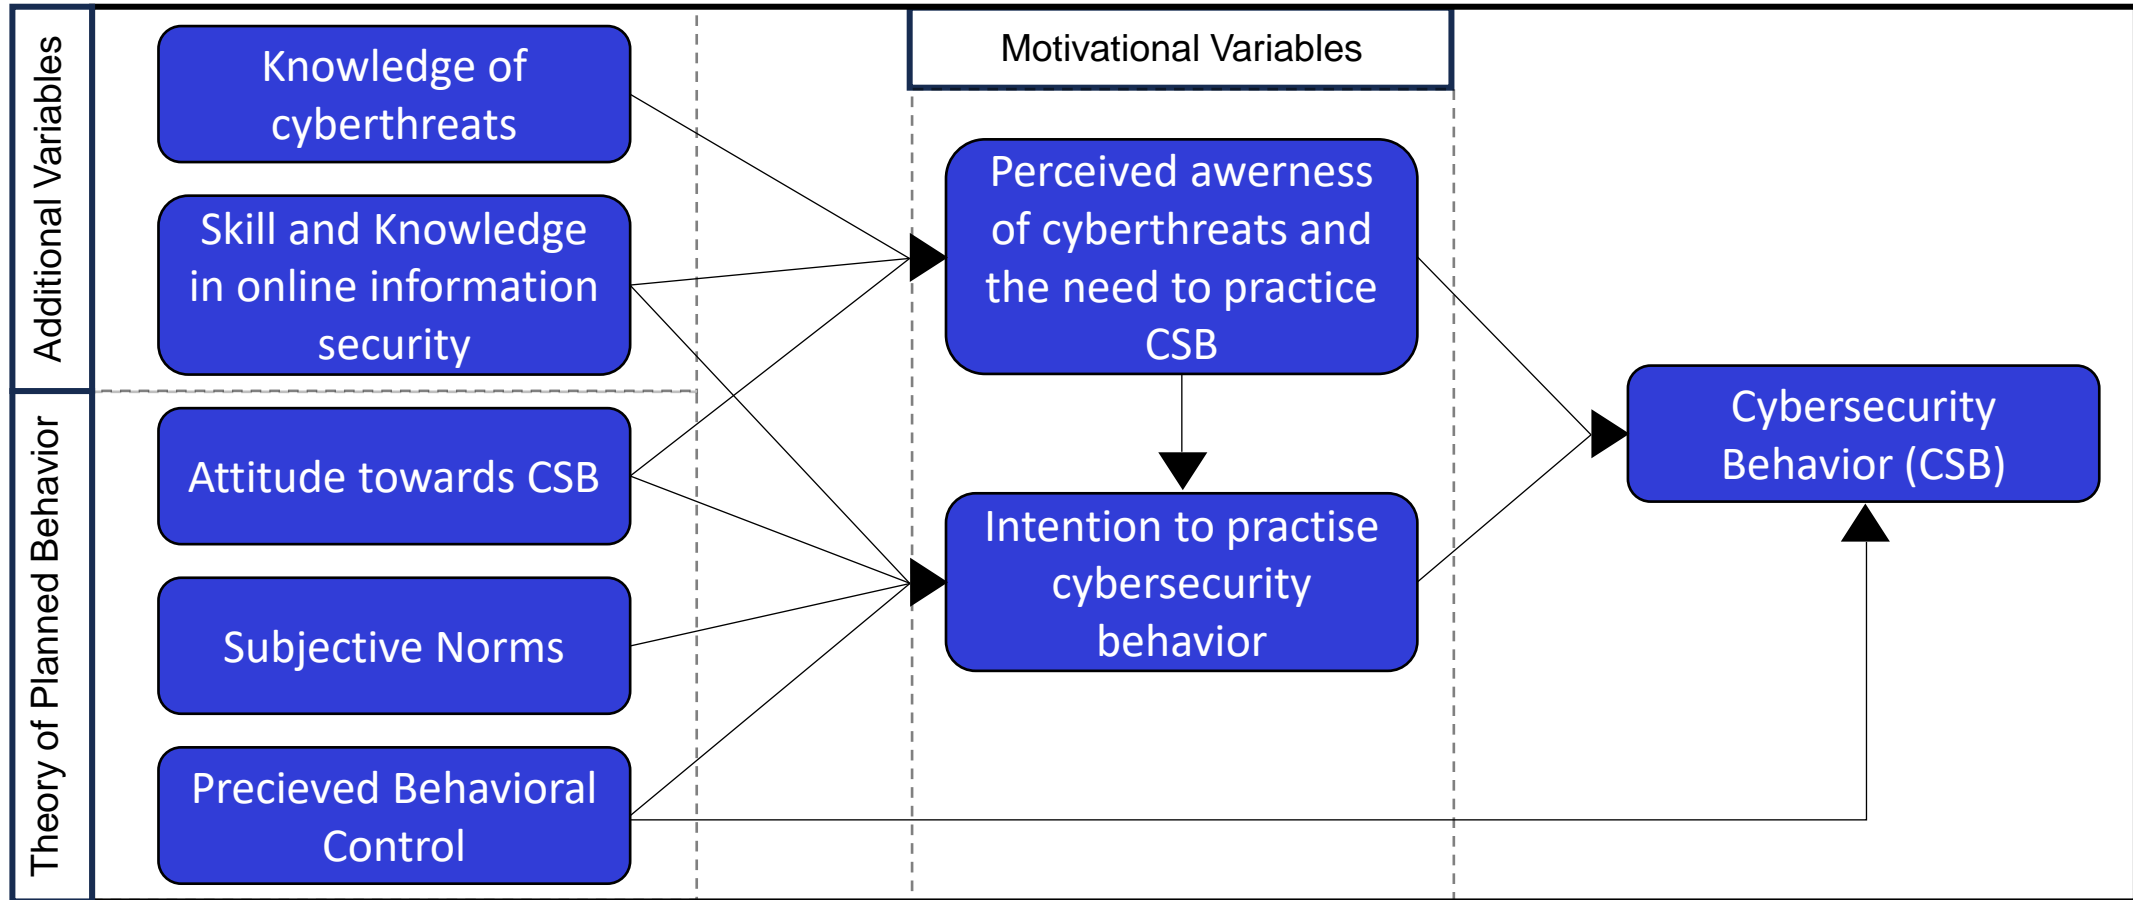 Additional Variables
Knowledge of
cyberthreats
Skill and Knowledge
in online information
security
Theory of Planned Behavior
Attitude towards CSB
Subjective Norms
Precieved Behavioral
Control
Motivational Variables
Perceived awerness
of cyberthreats and
the need to practice
CSB
Intention to practise
cybersecurity
behavior
Cybersecurity
Behavior (CSB)